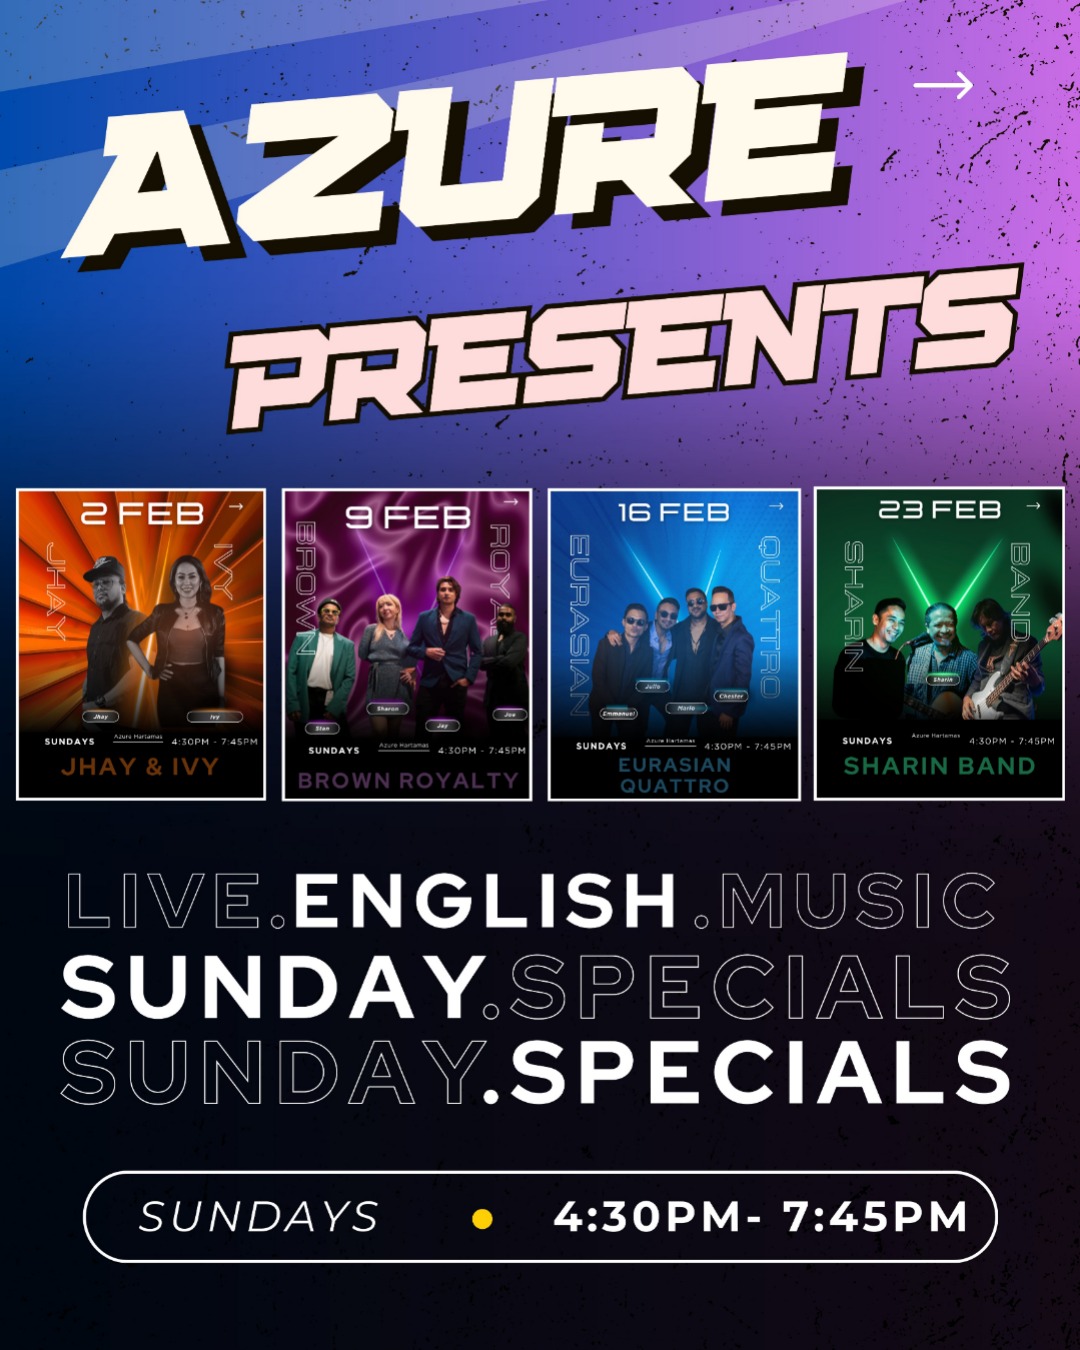 AZURE
PRESENTS
2 FEB
JHAY
IVY
Jhay
Ivy
SUNDAYS Azure Hartamas 4:30PM - 7:45PM
JHAY & IVY
9 FEB
BROWN
ROYAL
Stan
Sharon
Jay
Joe
SUNDAYS Azure Hartamas 4:30PM - 7:45PM
BROWN ROYALTY
16 FEB
EURASIAN
QUATTRO
Emmanuel
Julio
Mario
Chester
SUNDAYS Azure Hartamas 4:30PM - 7:45PM
EURASIAN
QUATTRO
23 FEB
SHARIN
BAND
Sharin
SUNDAYS Azure Hartamas 4:30PM - 7:45PM
SHARIN BAND
LIVE.ENGLISH.MUSIC
SUNDAY.SPECIALS
SUNDAY.SPECIALS
SUNDAYS 4:30PM- 7:45PM